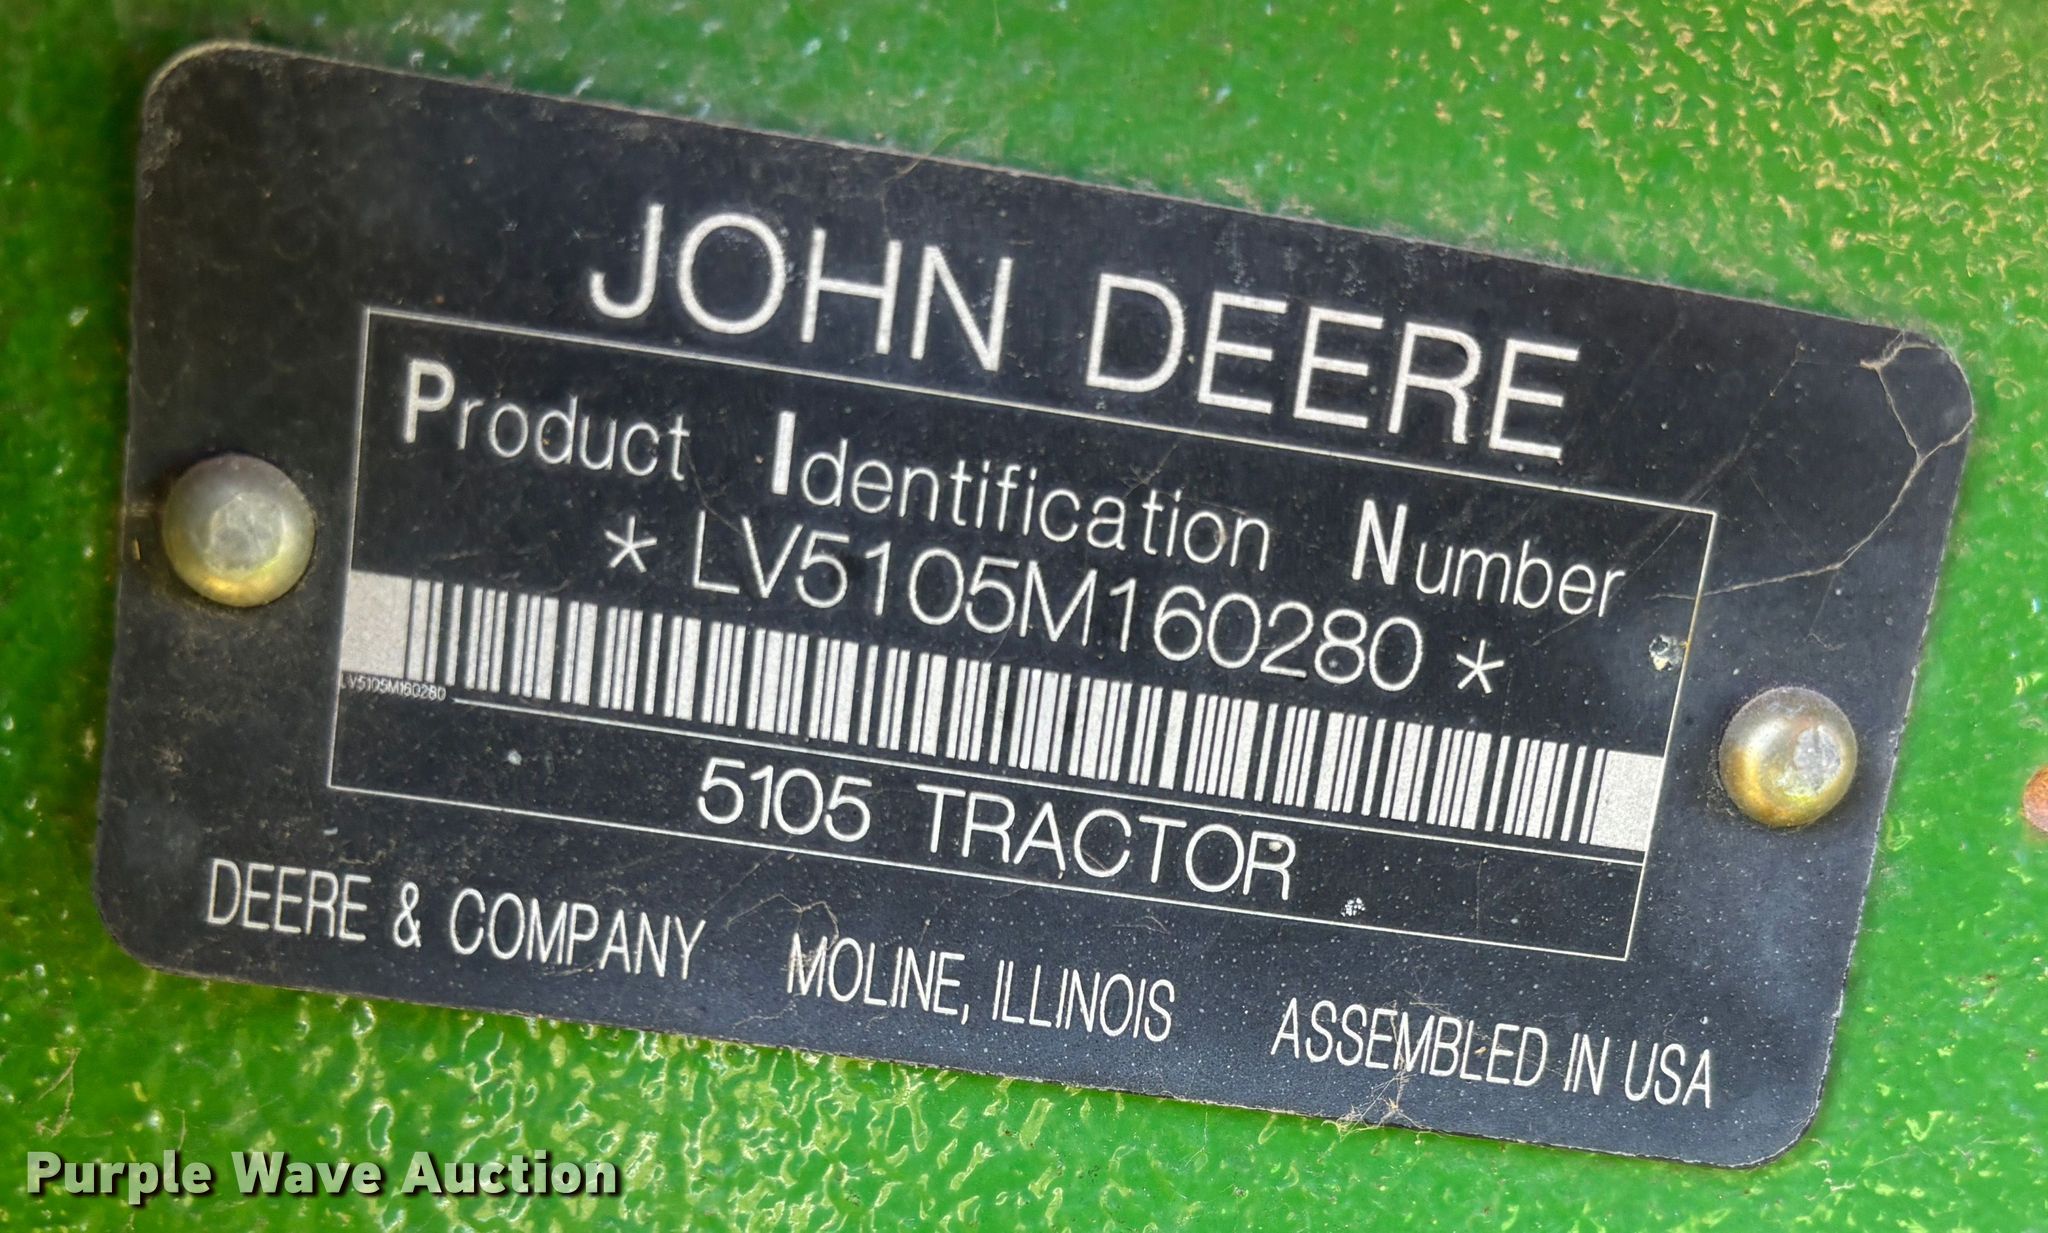 JOHN DEERE
Product Identification Number
* LV5105M160280 *
LV5105M160280
5105 TRACTOR
DEERE & COMPANY MOLINE, ILLINOIS ASSEMBLED IN USA
Purple Wave Auction